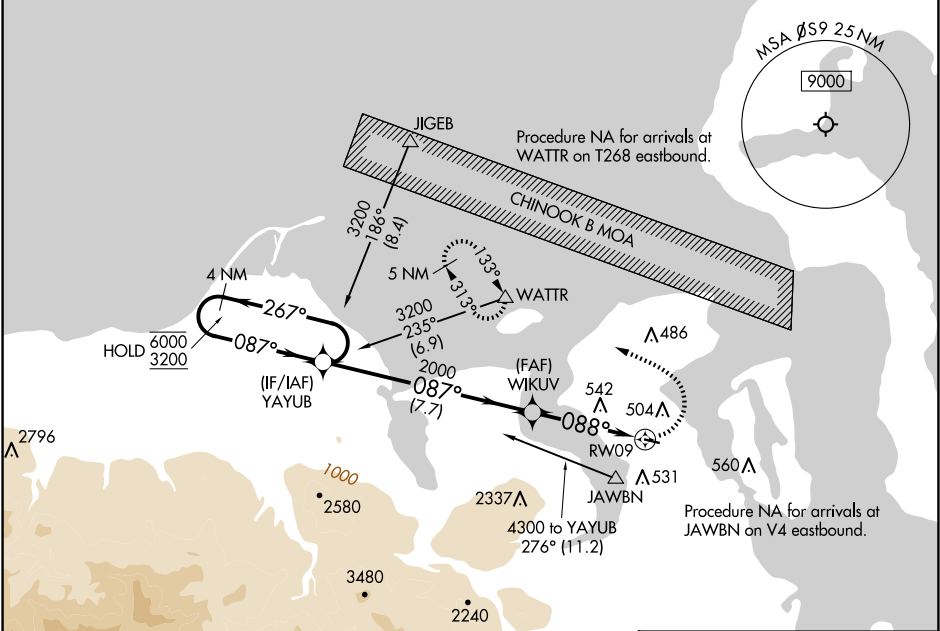 MSA ØS9 25 NM
9000
JIGEB
Procedure NA for arrivals at
WATTR on T268 eastbound.
CHINOOK B MOA
3200
186°
(8.4)
4 NM
5 NM
133°
313°
WATTR
267°
HOLD
6000
3200
087°
3200
235°
(6.9)
(IF/IAF)
YAYUB
2000
087°
(7.7)
(FAF)
WIKUV
486
542
504
088°
RW09
531
560
JAWBN
4300 to YAYUB
276° (11.2)
Procedure NA for arrivals at
JAWBN on V4 eastbound.
2796
1000
2580
2337
3480
2240